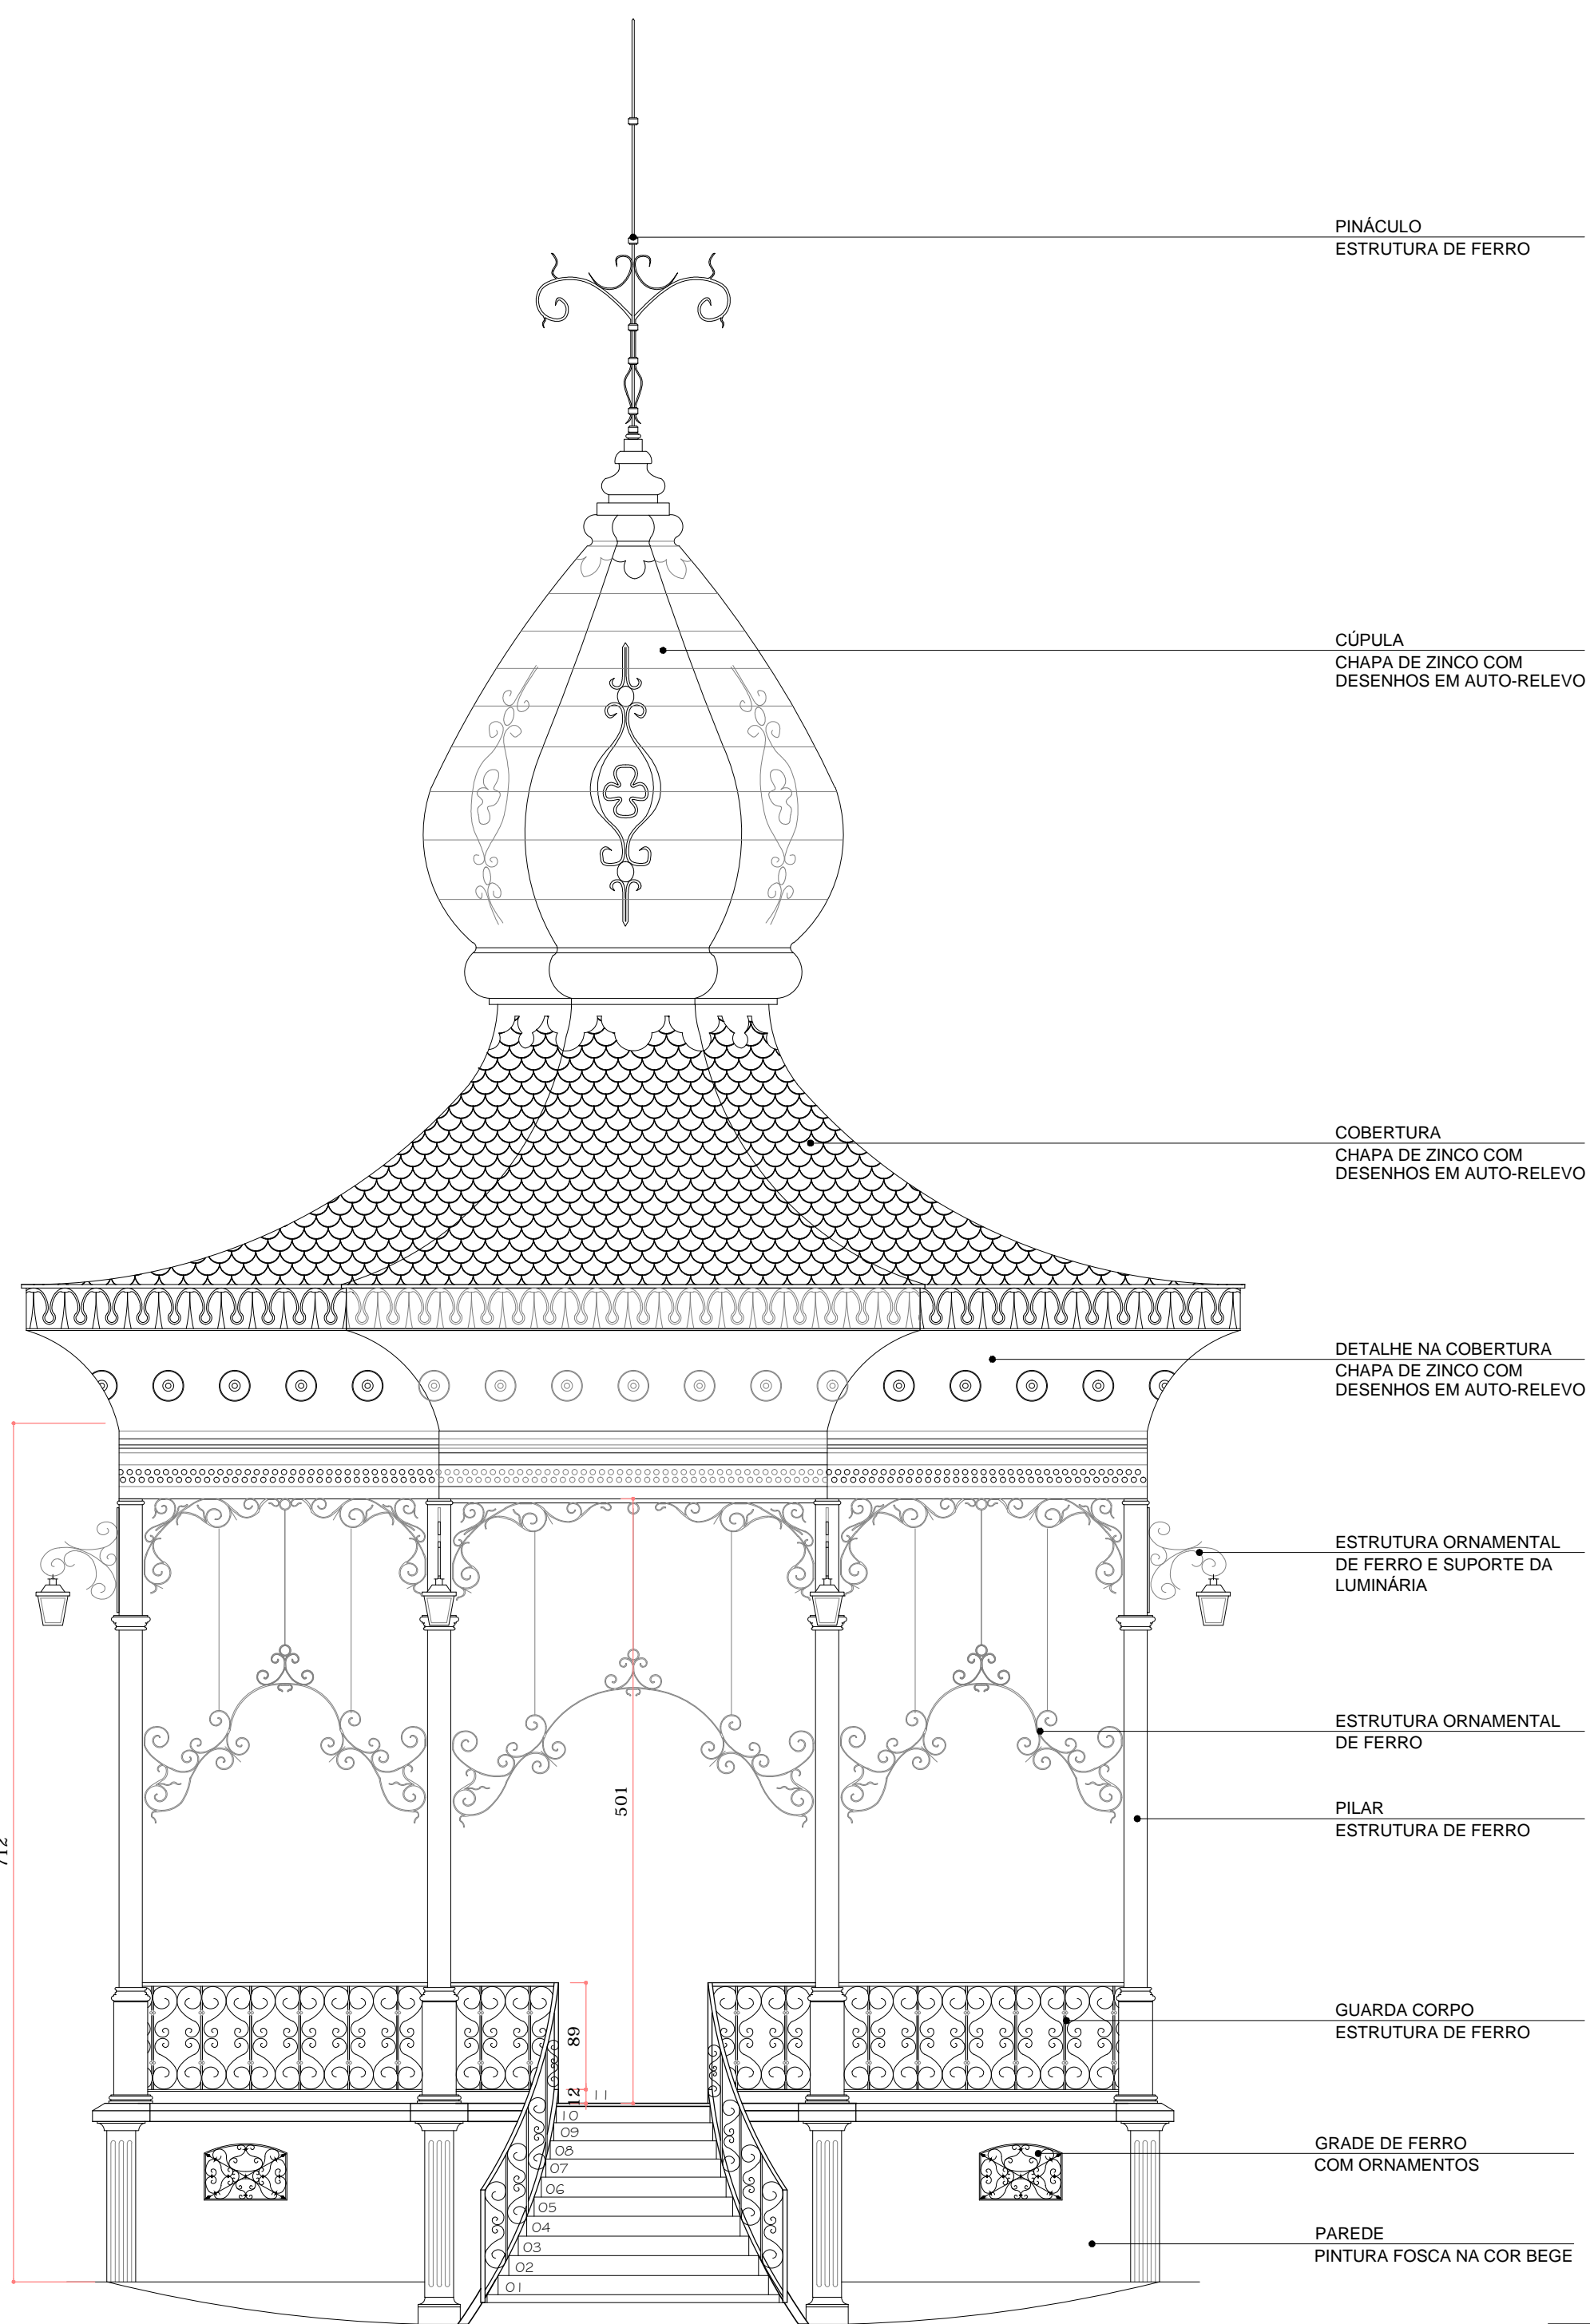 PINÁCULO
ESTRUTURA DE FERRO
CÚPULA
CHAPA DE ZINCO COM
DESENHOS EM AUTO-RELEVO
COBERTURA
CHAPA DE ZINCO COM
DESENHOS EM AUTO-RELEVO
DETALHE NA COBERTURA
CHAPA DE ZINCO COM
DESENHOS EM AUTO-RELEVO
ESTRUTURA ORNAMENTAL
DE FERRO E SUPORTE DA
LUMINÁRIA
ESTRUTURA ORNAMENTAL
DE FERRO
501
PILAR
ESTRUTURA DE FERRO
712
GUARDA CORPO
ESTRUTURA DE FERRO
89
12
11
10
09
08
07
06
05
04
03
02
01
GRADE DE FERRO
COM ORNAMENTOS
PAREDE
PINTURA FOSCA NA COR BEGE